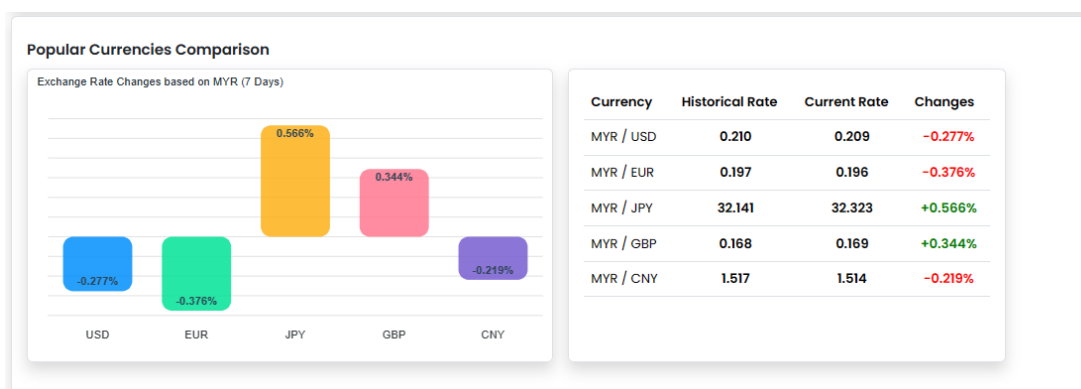 Popular Currencies Comparison
Exchange Rate Changes based on MYR (7 Days)
0.566%
0.344%
-0.277%
-0.376%
-0.219%
USD EUR JPY GBP CNY
Currency Historical Rate Current Rate Changes
MYR / USD 0.210 0.209 -0.277%
MYR / EUR 0.197 0.196 -0.376%
MYR / JPY 32.141 32.323 +0.566%
MYR / GBP 0.168 0.169 +0.344%
MYR / CNY 1.517 1.514 -0.219%